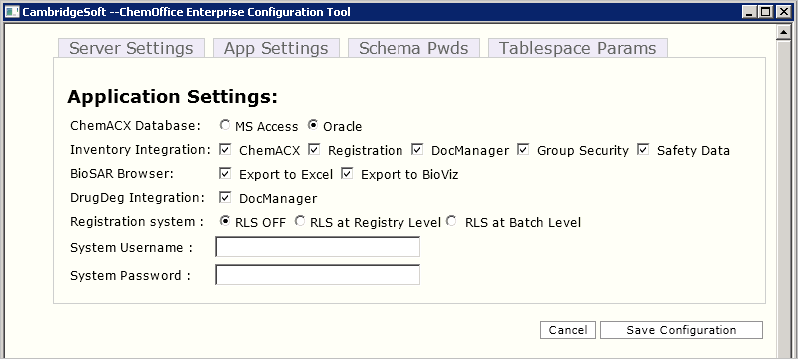 CambridgeSoft --ChemOffice Enterprise Configuration Tool
Server Settings App Settings Schema Pwds Tablespace Params
Application Settings:
ChemACX Database: MS Access Oracle
Inventory Integration: ChemACX Registration DocManager Group Security Safety Data
BioSAR Browser: Export to Excel Export to BioViz
DrugDeg Integration: DocManager
Registration system : RLS OFF RLS at Registry Level RLS at Batch Level
System Username :
System Password :
Cancel Save Configuration